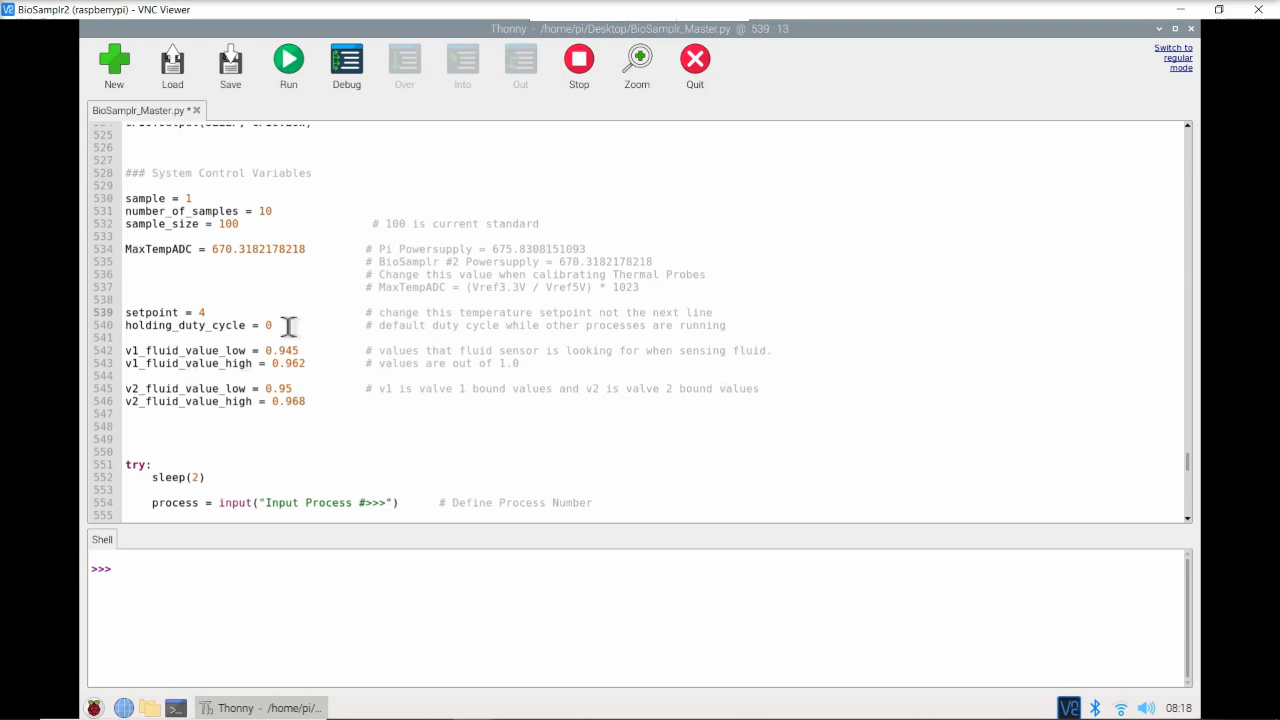 BioSamplr2 (raspberrypi) - VNC Viewer
Thonny - /home/pi/Desktop/BioSamplr_Master.py @ 539 : 13
New Load Save Run Debug Over Into Out Stop Zoom Quit
Switch to
regular
mode
BioSamplr_Master.py *
525
526
527
528 ### System Control Variables
529
530 sample = 1
531 number_of_samples = 10
532 sample_size = 100 # 100 is current standard
533
534 MaxTempADC = 670.3182178218 # Pi Powersupply = 675.8308151093
535 # BioSamplr #2 Powersupply = 670.3182178218
536 # Change this value when calibrating Thermal Probes
537 # MaxTempADC = (Vref3.3V / Vref5V) * 1023
538
539 setpoint = 4 # change this temperature setpoint not the next line
540 holding_duty_cycle = 0 # default duty cycle while other processes are running
541
542 v1_fluid_value_low = 0.945 # values that fluid sensor is looking for when sensing fluid.
543 v1_fluid_value_high = 0.962 # values are out of 1.0
544
545 v2_fluid_value_low = 0.95 # v1 is valve 1 bound values and v2 is valve 2 bound values
546 v2_fluid_value_high = 0.968
547
548
549
550
551 try:
552 sleep(2)
553
554 process = input("Input Process #>>>") # Define Process Number
555
Shell
>>>
Thonny - /home/pi/...
08:18